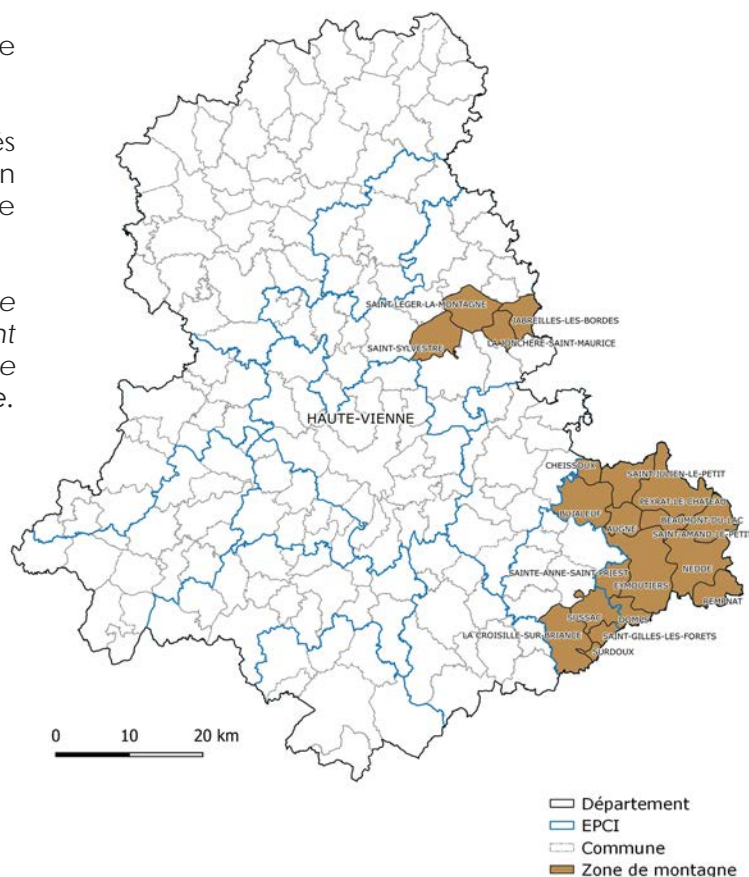 e
és
n
e
e
nt
e
e.
SAINT-LEGER-LA-MONTAGNE
JABREILLES-LES-BORDES
SAINT-SYLVESTRE
LA JONCHERE-SAINT-MAURICE
HAUTE-VIENNE
CHEISSOUX
SAINT-JULIEN-LE-PETIT
PEYRAT-LE-CHATEAU
BUJALEUF
BEAUMONT-DU-LAC
AUGNE
SAINT-AMAND-LE-PETIT
SAINTE-ANNE-SAINT-PRIEST
NEDDE
EYMOUTIERS
REMPNAT
SUSSAC
DOMPS
LA CROISILLE-SUR-BRIANCE
SAINT-GILLES-LES-FORETS
SURDOUX
0 10 20 km
Département
EPCI
Commune
Zone de montagne